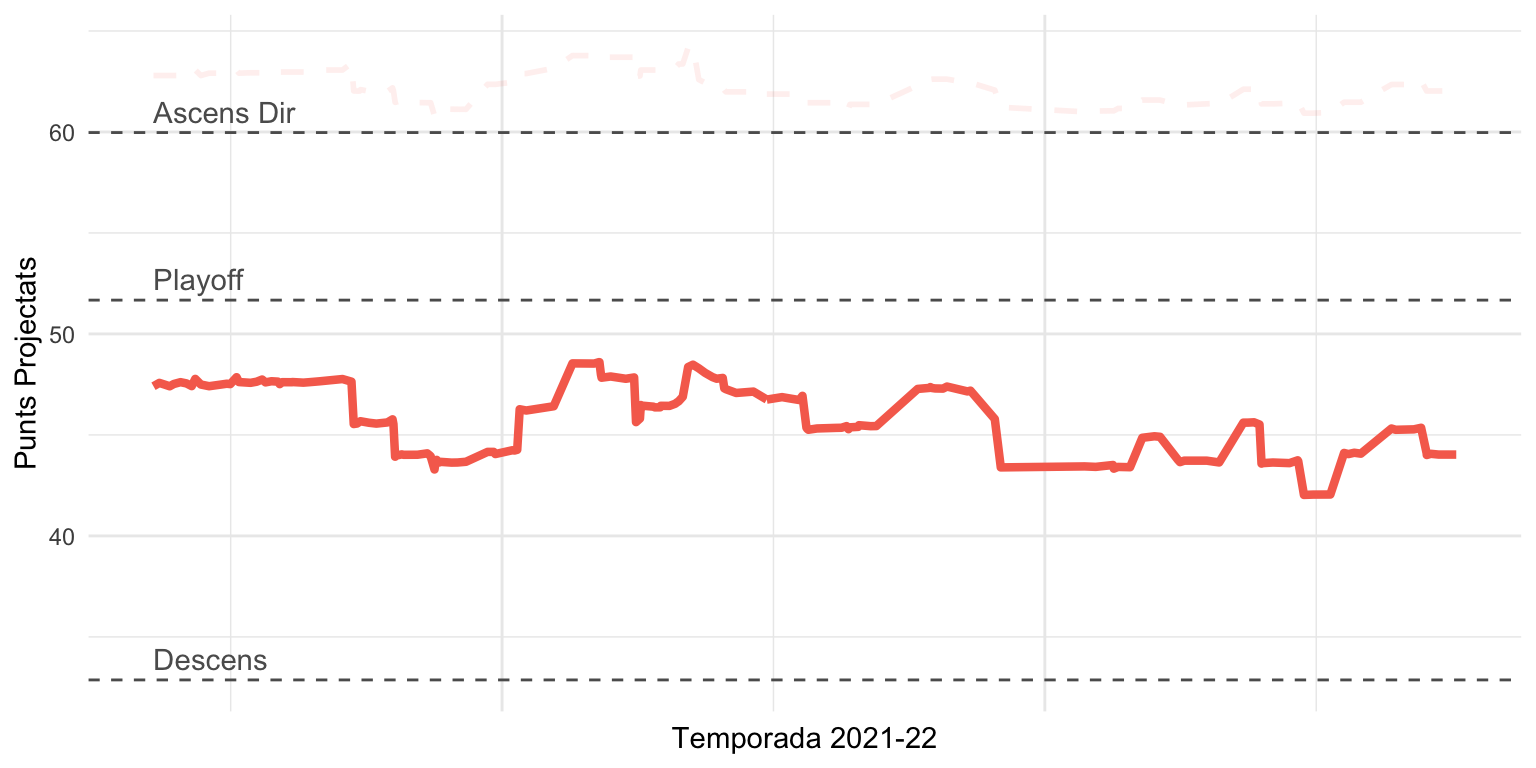 Ascens Dir
60
Playoff
50
40
Descens
Punts Projectats
Temporada 2021-22